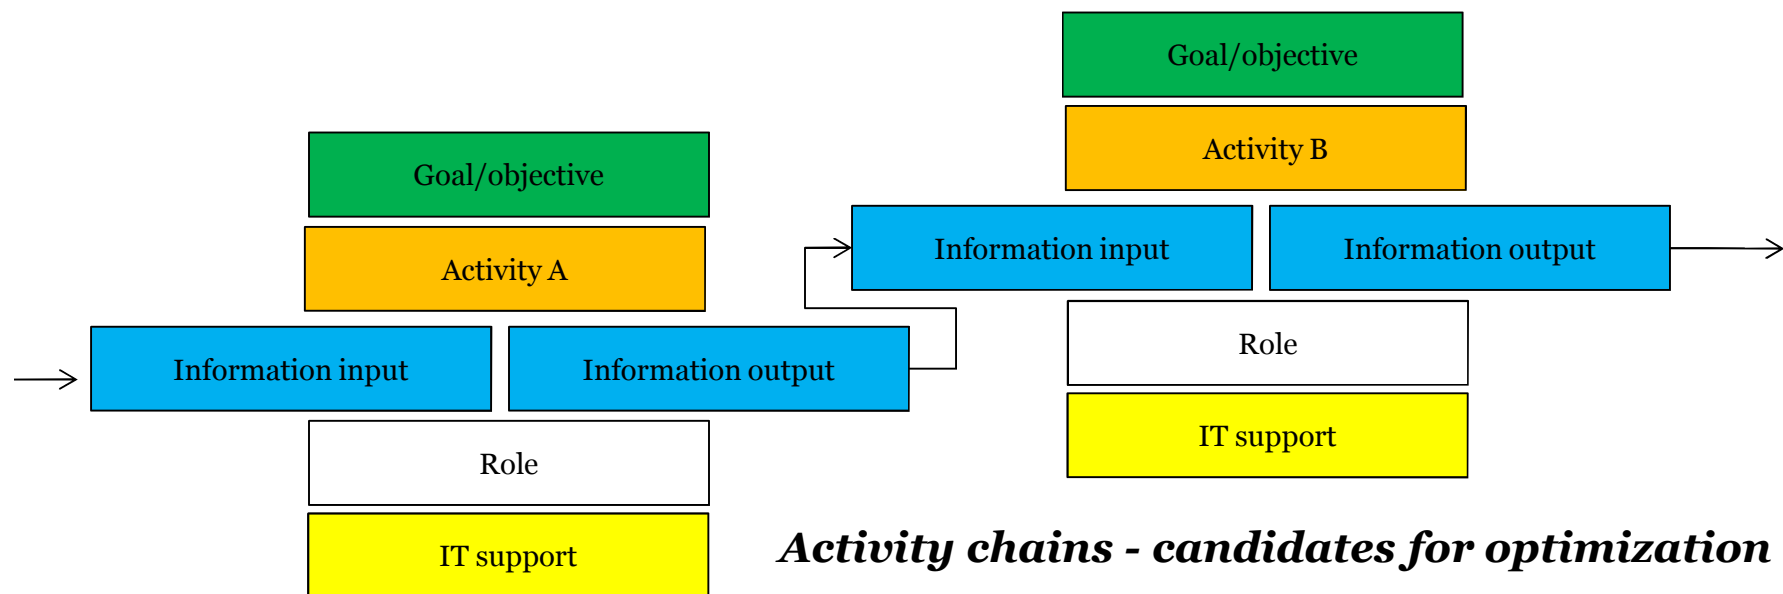 Goal/objective
Activity A
Information input
Information output
Role
IT support
Goal/objective
Activity B
Information input
Information output
Role
IT support
Activity chains - candidates for optimization